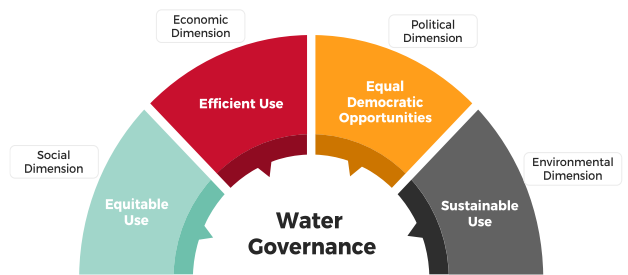 Economic
Dimension
Political
Dimension
Efficient Use
Equal
Democratic
Opportunities
Social
Dimension
Environmental
Dimension
Equitable
Use
Sustainable
Use
Water
Governance